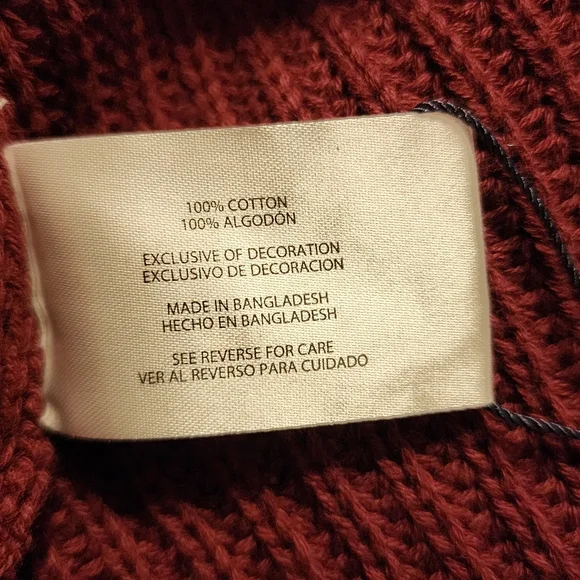 100% COTTON
100% ALGODÓN
EXCLUSIVE OF DECORATION
EXCLUSIVO DE DECORACION
MADE IN BANGLADESH
HECHO EN BANGLADESH
SEE REVERSE FOR CARE
VER AL REVERSO PARA CUIDADO